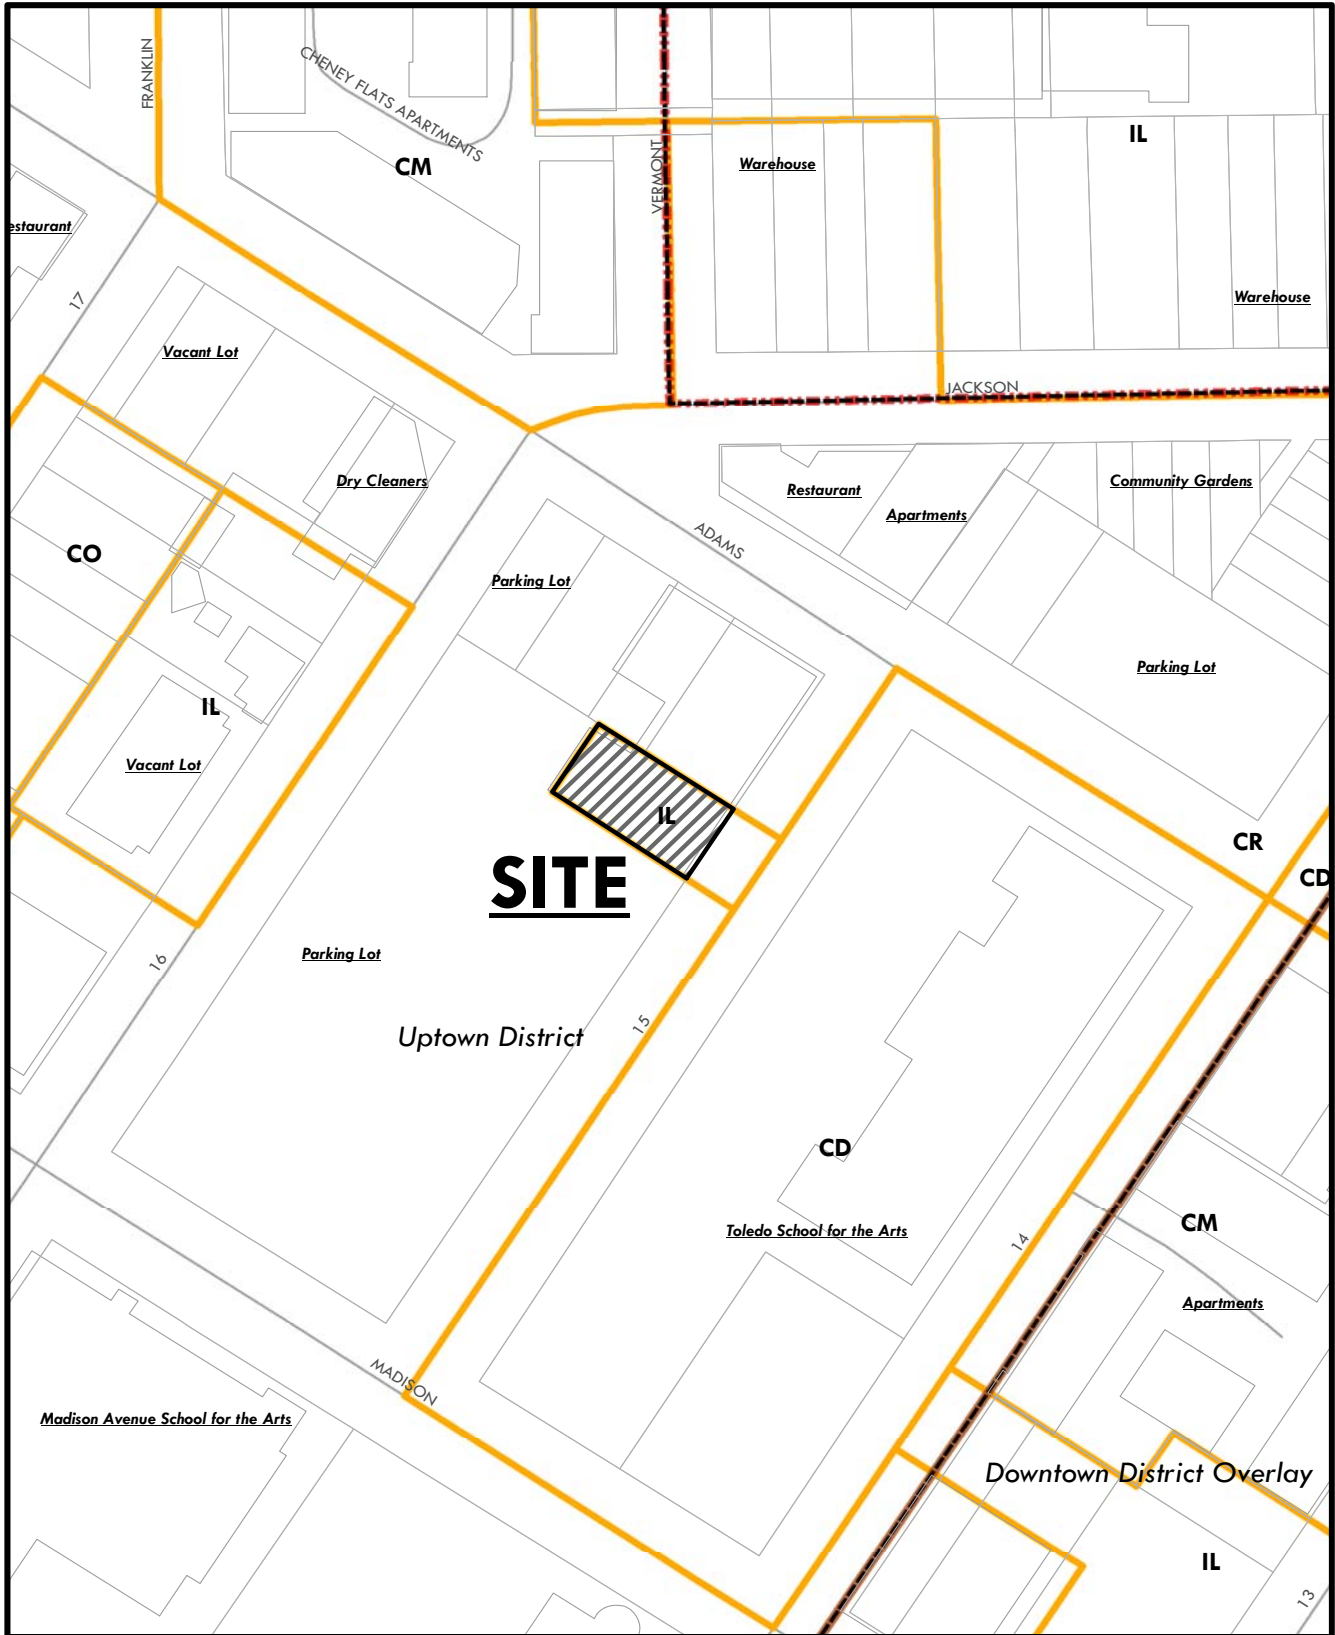 FRANKLIN
CHENEY FLATS APARTMENTS
CM
VERMONT
Warehouse
IL
estaurant
17
Warehouse
Vacant Lot
JACKSON
Dry Cleaners
Restaurant
Community Gardens
Apartments
ADAMS
CO
Parking Lot
Parking Lot
IL
Vacant Lot
IL
CR
SITE
CD
Parking Lot
16
15
Uptown District
CD
Toledo School for the Arts
CM
14
Apartments
MADISON
Madison Avenue School for the Arts
Downtown District Overlay
IL
13